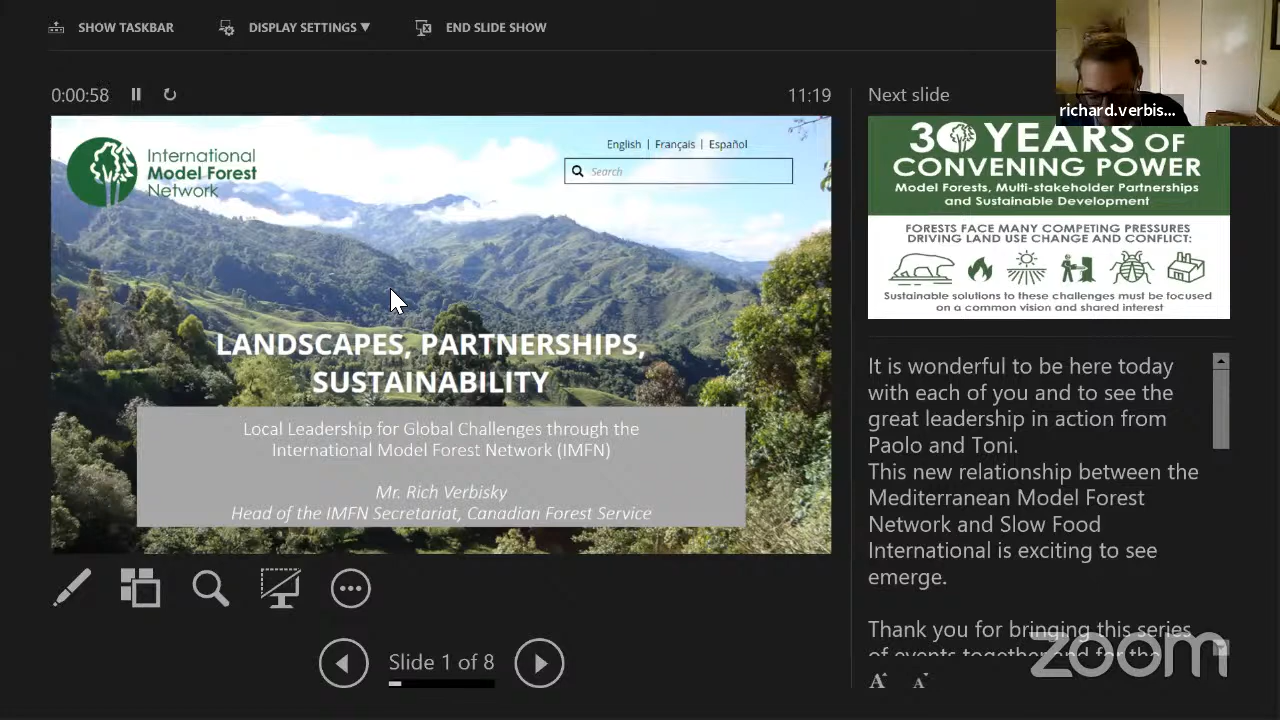 SHOW TASKBAR
DISPLAY SETTINGS ▼
END SLIDE SHOW
0:00:58
11:19
Next slide
richard.verbis...
International
Model Forest
Network
English | Français | Español
Search
LANDSCAPES, PARTNERSHIPS,
SUSTAINABILITY
Local Leadership for Global Challenges through the
International Model Forest Network (IMFN)
Mr. Rich Verbisky
Head of the IMFN Secretariat, Canadian Forest Service
30 YEARS OF
CONVENING POWER
Model Forests, Multi-stakeholder Partnerships
and Sustainable Development
FORESTS FACE MANY COMPETING PRESSURES
DRIVING LAND USE CHANGE AND CONFLICT:
Sustainable solutions to these challenges must be focused
on a common vision and shared interest
It is wonderful to be here today
with each of you and to see the
great leadership in action from
Paolo and Toni.
This new relationship between the
Mediterranean Model Forest
Network and Slow Food
International is exciting to see
emerge.
Thank you for bringing this series
of events together and for the
zoom
A A
Slide 1 of 8